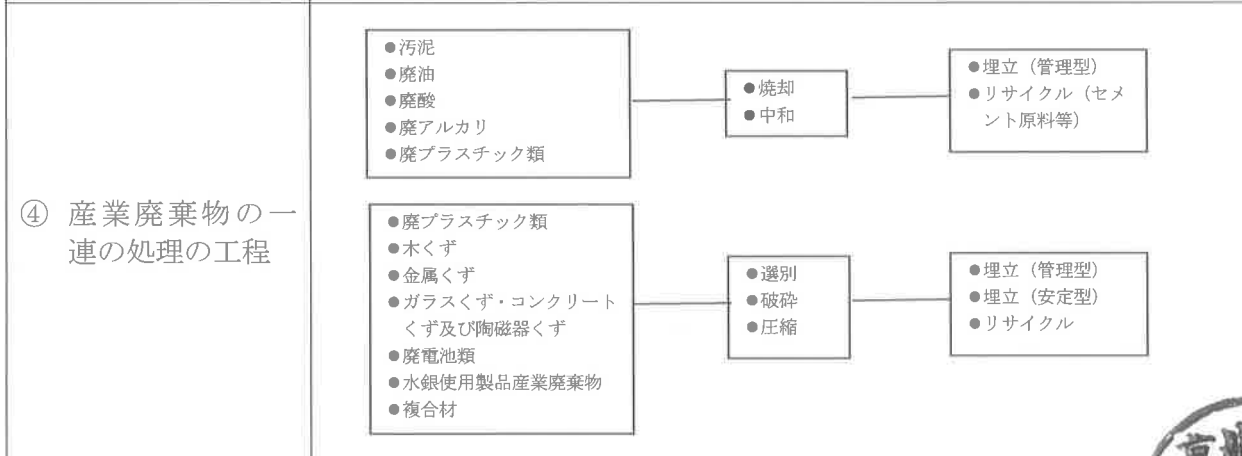 ④ 産業廃棄物の一
連の処理の工程
●汚泥
●廃油
●廃酸
●廃アルカリ
●廃プラスチック類
●焼却
●中和
●埋立（管理型）
●リサイクル（セメ
ント原料等）
●廃プラスチック類
●木くず
●金属くず
●ガラスくず・コンクリート
くず及び陶磁器くず
●廃電池類
●水銀使用製品産業廃棄物
●複合材
●選別
●破砕
●圧縮
●埋立（管理型）
●埋立（安定型）
●リサイクル